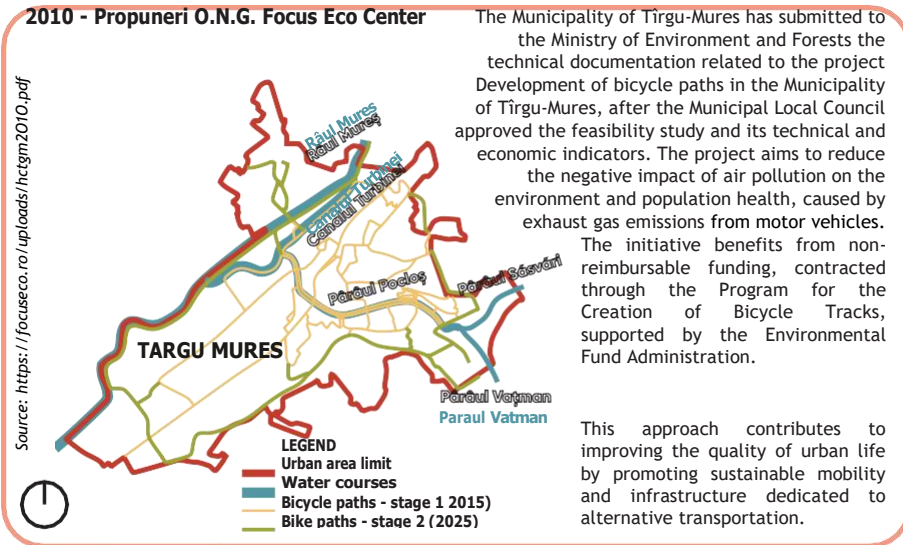 2010 - Propuneri O.N.G. Focus Eco Center
Source: https://focuseco.ro/uploads/hctgm2010.pdf
The Municipality of Tîrgu-Mures has submitted to
the Ministry of Environment and Forests the
technical documentation related to the project
Development of bicycle paths in the Municipality
of Tîrgu-Mures, after the Municipal Local Council
approved the feasibility study and its technical and
economic indicators. The project aims to reduce
the negative impact of air pollution on the
environment and population health, caused by
exhaust gas emissions from motor vehicles.
The initiative benefits from non-
reimbursable funding, contracted
through the Program for the
Creation of Bicycle Tracks,
supported by the Environmental
Fund Administration.
This approach contributes to
improving the quality of urban life
by promoting sustainable mobility
and infrastructure dedicated to
alternative transportation.
Râul Mures
Râul Mureș
Canalul Turbinei
Canalul Turbinei
Pârâul Pocloș
Pârâul Sásvári
TARGU MURES
Pârâul Vațman
Paraul Vatman
LEGEND
Urban area limit
Water courses
Bicycle paths - stage 1 2015)
Bike paths - stage 2 (2025)